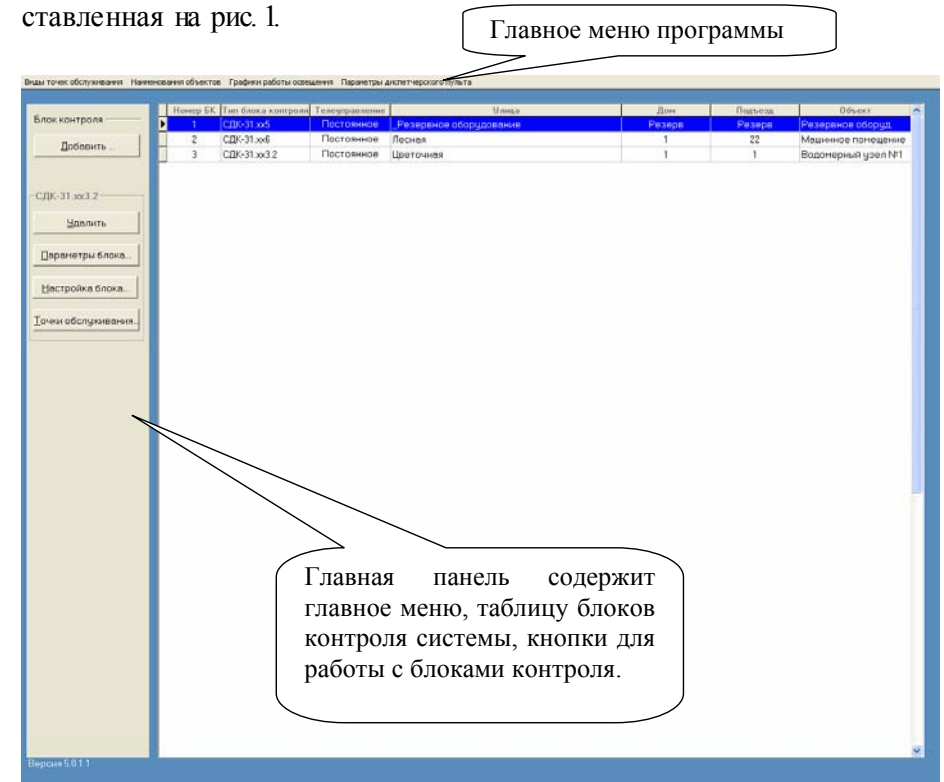 ставленная на рис. 1.
Главное меню программы
Виды точек обслуживания Наименования объектов Графики работы освещения Параметры диспетчерского пульта
Блок контроля
Добавить ...
СДК-31.xx3.2
Удалить
Параметры блока...
Настройка блока...
Точки обслуживания...
Номер БК Тип блока контроля Телеуправление Улица Дом Подъезд Объект
1 СДК-31.xx5 Постоянное _Резервное оборудование Резерв Резерв Резервное оборуд.
2 СДК-31.xx6 Постоянное Лесная 1 22 Машинное помещение
3 СДК-31.xx3.2 Постоянное Цветочная 1 1 Водомерный узел №1
Главная панель содержит
главное меню, таблицу блоков
контроля системы, кнопки для
работы с блоками контроля.
Версия 5.0.1.1